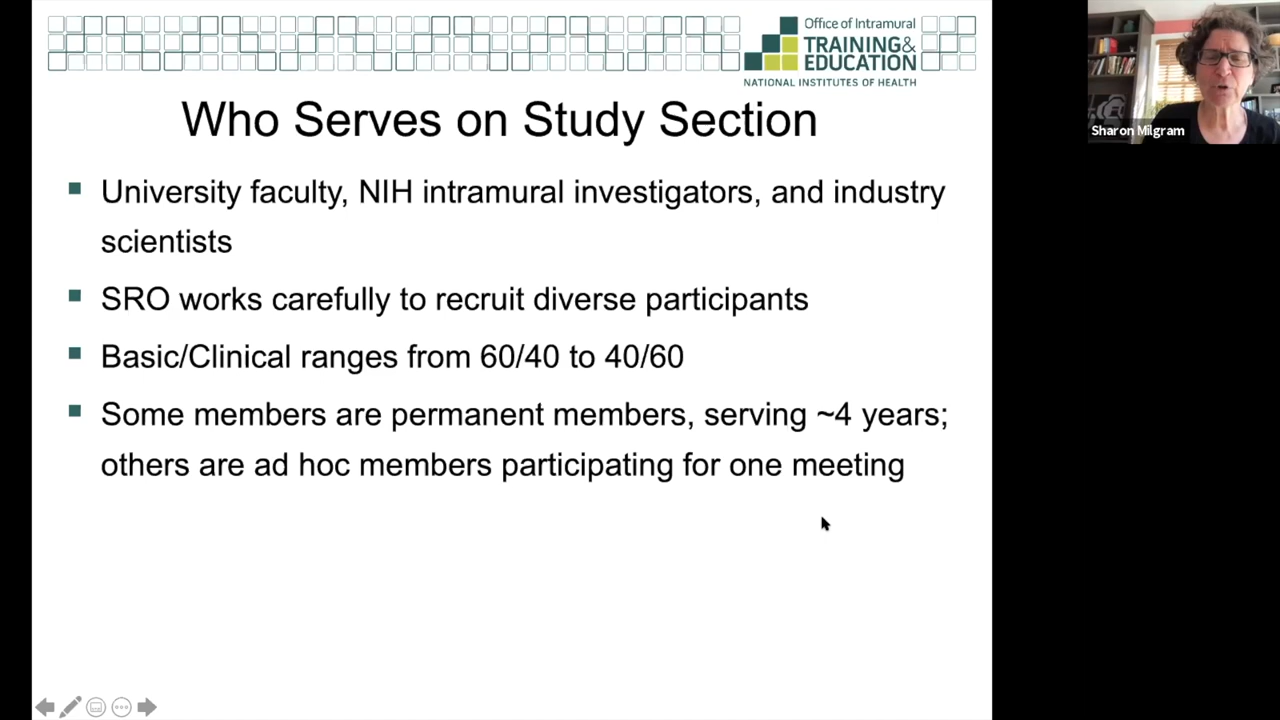 Office of Intramural
TRAINING&
EDUCATION
NATIONAL INSTITUTES OF HEALTH
Sharon Milgram
Who Serves on Study Section
University faculty, NIH intramural investigators, and industry
scientists
SRO works carefully to recruit diverse participants
Basic/Clinical ranges from 60/40 to 40/60
Some members are permanent members, serving ~4 years;
others are ad hoc members participating for one meeting